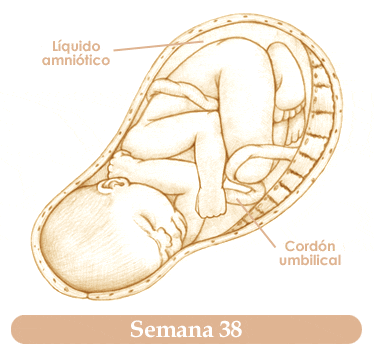 Líquido
amniótico
Cordón
umbilical
Semana 38